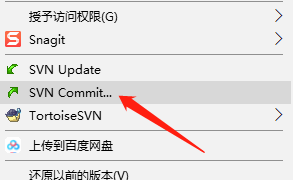 授予访问权限(G)
Snagit
SVN Update
SVN Commit...
TortoiseSVN
上传到百度网盘
还原以前的版本(V)